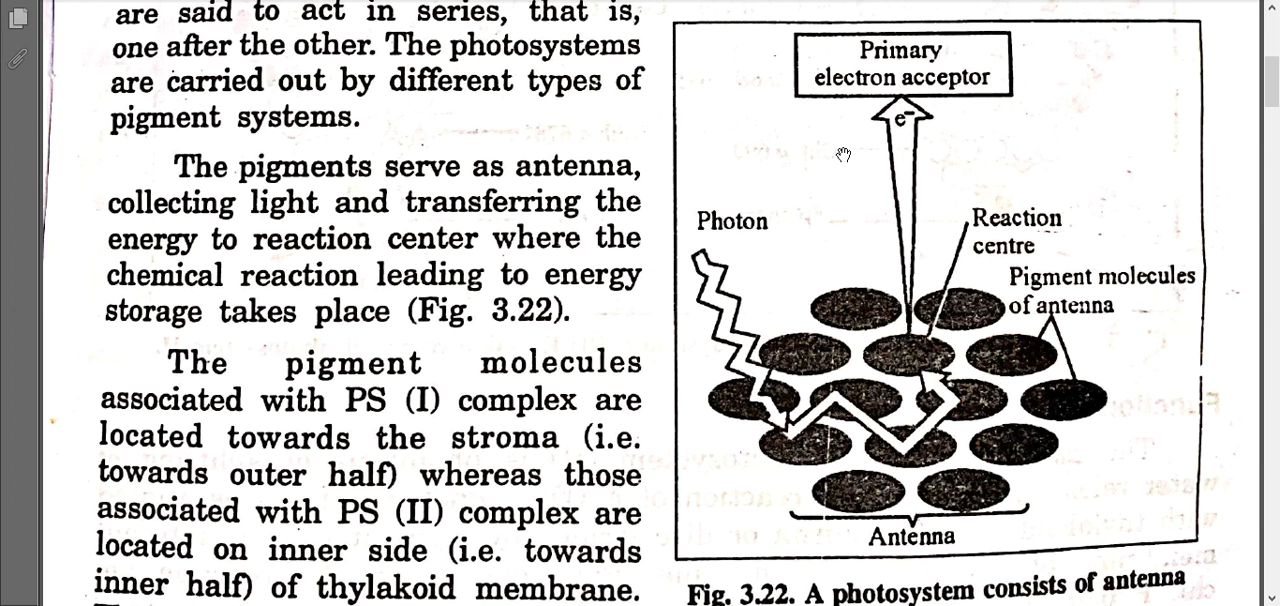 are said to act in series, that is,
one after the other. The photosystems
are carried out by different types of
pigment systems.
The pigments serve as antenna,
collecting light and transferring the
energy to reaction center where the
chemical reaction leading to energy
storage takes place (Fig. 3.22).
The pigment molecules
associated with PS (I) complex are
located towards the stroma (i.e.
towards outer half) whereas those
associated with PS (II) complex are
located on inner side (i.e. towards
inner half) of thylakoid membrane.
Primary
electron acceptor
e⁻
Photon
Reaction
centre
Pigment molecules
of antenna
Antenna
Fig. 3.22. A photosystem consists of antenna